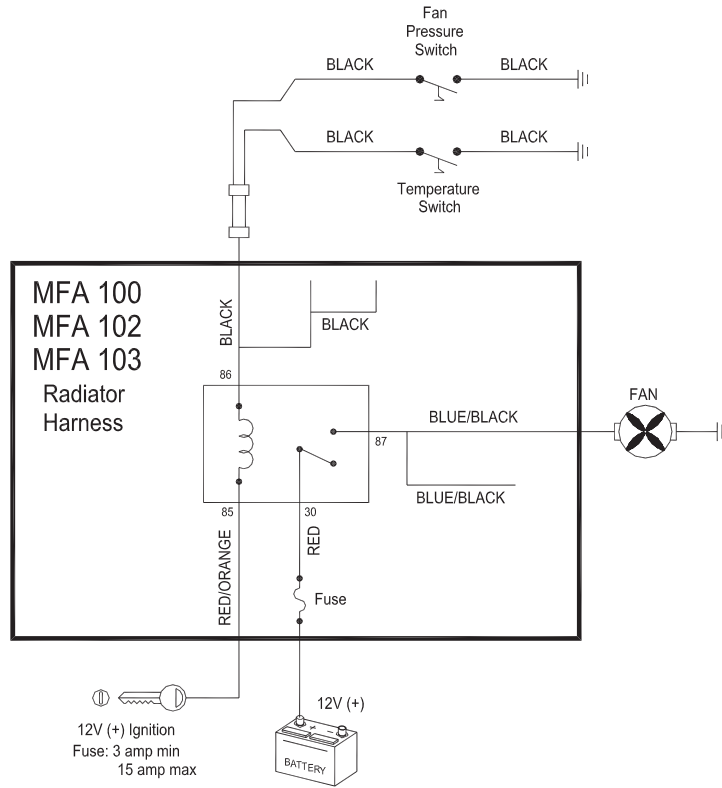 Fan
Pressure
Switch
BLACK
BLACK
BLACK
BLACK
Temperature
Switch
MFA 100
MFA 102
MFA 103
Radiator
Harness
BLACK
BLACK
86
FAN
BLUE/BLACK
87
BLUE/BLACK
85
30
RED/ORANGE
RED
Fuse
12V (+)
12V (+) Ignition
Fuse: 3 amp min
15 amp max
+ -
BATTERY